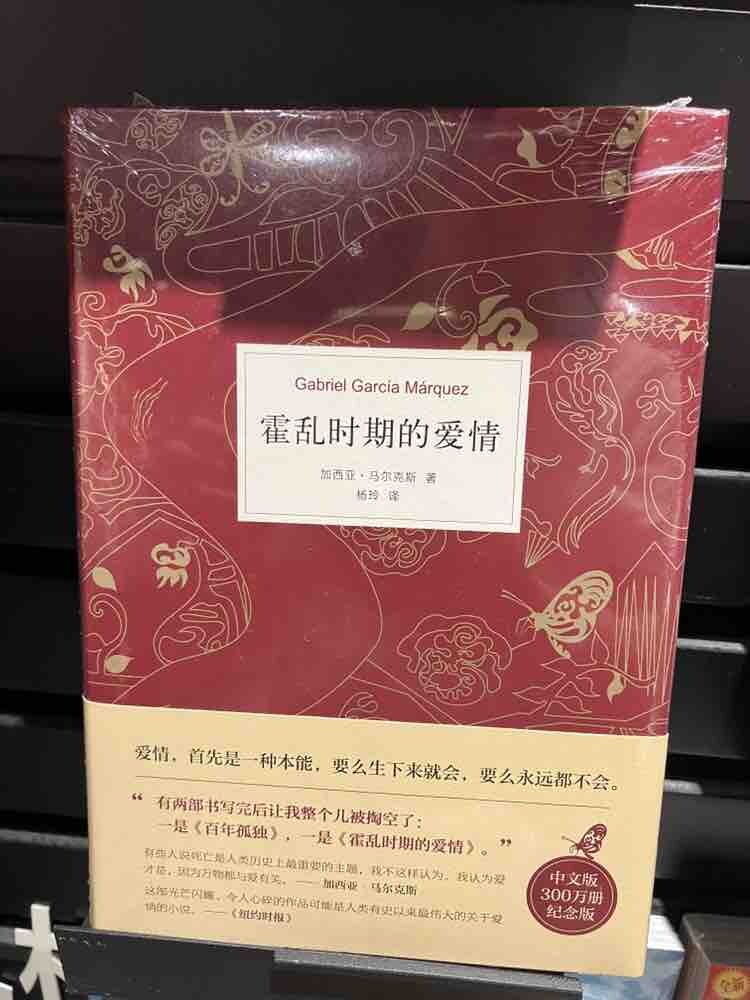 Gabriel García Márquez
霍乱时期的爱情
加西亚·马尔克斯 著
杨玲 译
爱情，首先是一种本能，要么生下来就会，要么永远都不会。
“有两部书写完后让我整个儿被掏空了：
一是《百年孤独》，一是《霍乱时期的爱情》。”
有些人说死亡是人类历史上最重要的主题，我不这样认为，我认为爱
才是，因为万物都与爱有关。——加西亚·马尔克斯
这部光芒闪耀、令人心碎的作品可能是人类有史以来最伟大的关于爱
情的小说。——《纽约时报》
中文版
300万册
纪念版